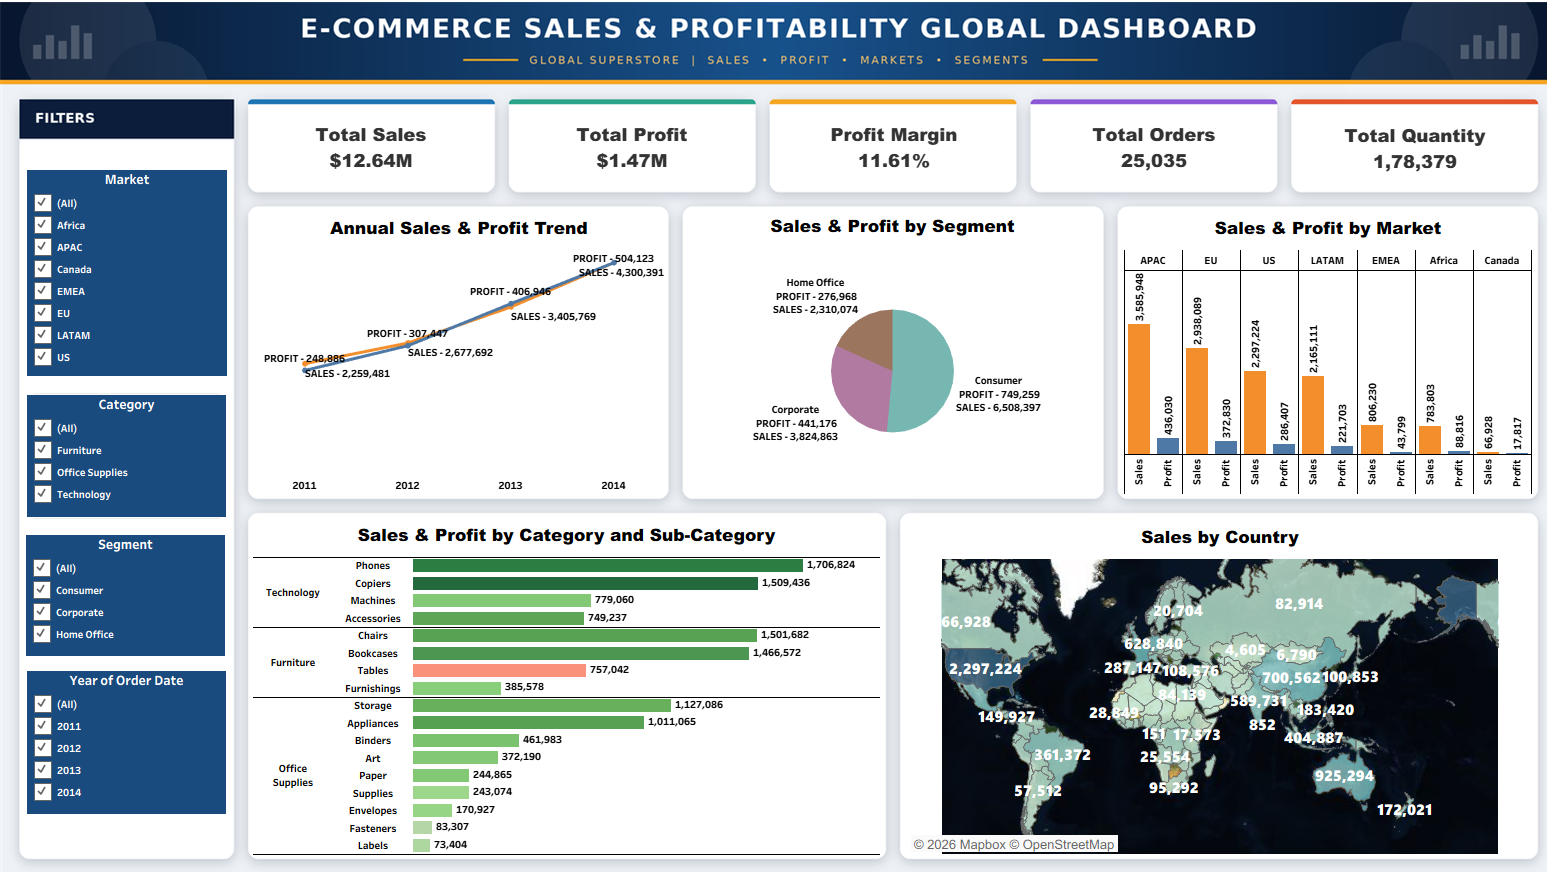 E-COMMERCE SALES & PROFITABILITY GLOBAL DASHBOARD
GLOBAL SUPERSTORE | SALES • PROFIT • MARKETS • SEGMENTS
FILTERS
Market
(All)
Africa
APAC
Canada
EMEA
EU
LATAM
US
Category
(All)
Furniture
Office Supplies
Technology
Segment
(All)
Consumer
Corporate
Home Office
Year of Order Date
(All)
2011
2012
2013
2014
Total Sales
$12.64M
Total Profit
$1.47M
Profit Margin
11.61%
Total Orders
25,035
Total Quantity
1,78,379
Annual Sales & Profit Trend
PROFIT - 504,123
SALES - 4,300,391
PROFIT - 406,946
SALES - 3,405,769
PROFIT - 307,447
SALES - 2,677,692
PROFIT - 248,886
SALES - 2,259,481
2011 2012 2013 2014
Sales & Profit by Segment
Home Office
PROFIT - 276,968
SALES - 2,310,074
Consumer
PROFIT - 749,259
SALES - 6,508,397
Corporate
PROFIT - 441,176
SALES - 3,824,863
Sales & Profit by Market
APAC EU US LATAM EMEA Africa Canada
3,585,948 436,030 2,938,089 372,830 2,297,224 286,407 2,165,111 221,703 806,230 43,799 783,803 88,816 66,928 17,817
Sales Profit Sales Profit Sales Profit Sales Profit Sales Profit Sales Profit Sales Profit
Sales & Profit by Category and Sub-Category
Technology
Phones 1,706,824
Copiers 1,509,436
Machines 779,060
Accessories 749,237
Furniture
Chairs 1,501,682
Bookcases 1,466,572
Tables 757,042
Furnishings 385,578
Office
Supplies
Storage 1,127,086
Appliances 1,011,065
Binders 461,983
Art 372,190
Paper 244,865
Supplies 243,074
Envelopes 170,927
Fasteners 83,307
Labels 73,404
Sales by Country
20,704 82,914
66,928
628,840 4,605 6,790
2,297,224 287,147 108,576 700,562 100,853
84,139 589,731 183,420
149,927 852
151 17,573 404,887
361,372 25,554
925,294
57,512 95,292
172,021
© 2026 Mapbox © OpenStreetMap